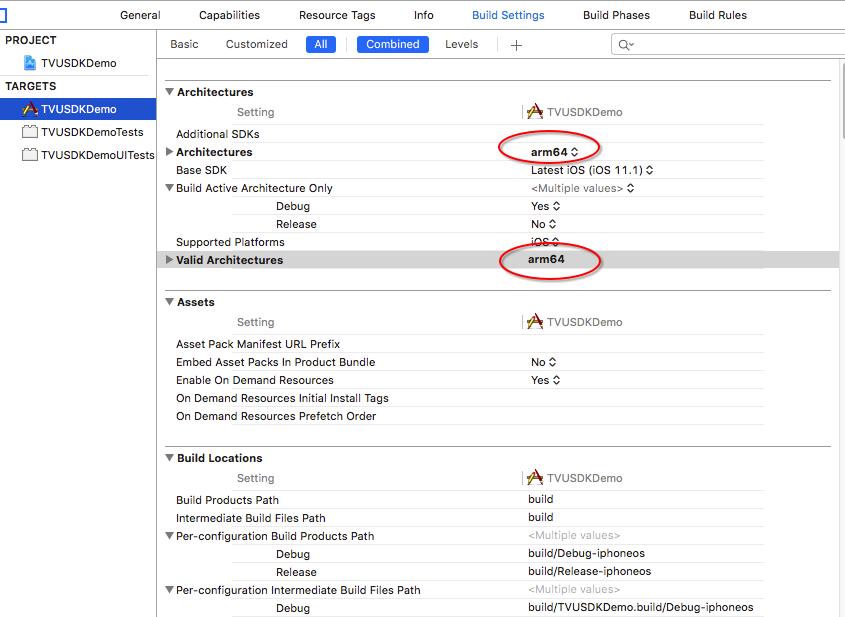 General Capabilities Resource Tags Info Build Settings Build Phases Build Rules
PROJECT
TVUSDKDemo
TARGETS
TVUSDKDemo
TVUSDKDemoTests
TVUSDKDemoUITests
Basic Customized All Combined Levels +
Architectures
Setting TVUSDKDemo
Additional SDKs
Architectures arm64
Base SDK Latest iOS (iOS 11.1)
Build Active Architecture Only <Multiple values>
Debug Yes
Release No
Supported Platforms iOS
Valid Architectures arm64
Assets
Setting TVUSDKDemo
Asset Pack Manifest URL Prefix
Embed Asset Packs In Product Bundle No
Enable On Demand Resources Yes
On Demand Resources Initial Install Tags
On Demand Resources Prefetch Order
Build Locations
Setting TVUSDKDemo
Build Products Path build
Intermediate Build Files Path build
Per-configuration Build Products Path <Multiple values>
Debug build/Debug-iphoneos
Release build/Release-iphoneos
Per-configuration Intermediate Build Files Path <Multiple values>
Debug build/TVUSDKDemo.build/Debug-iphoneos